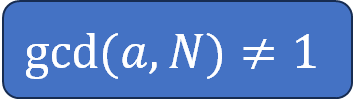 gcd(𝑎, 𝑁) ≠ 1